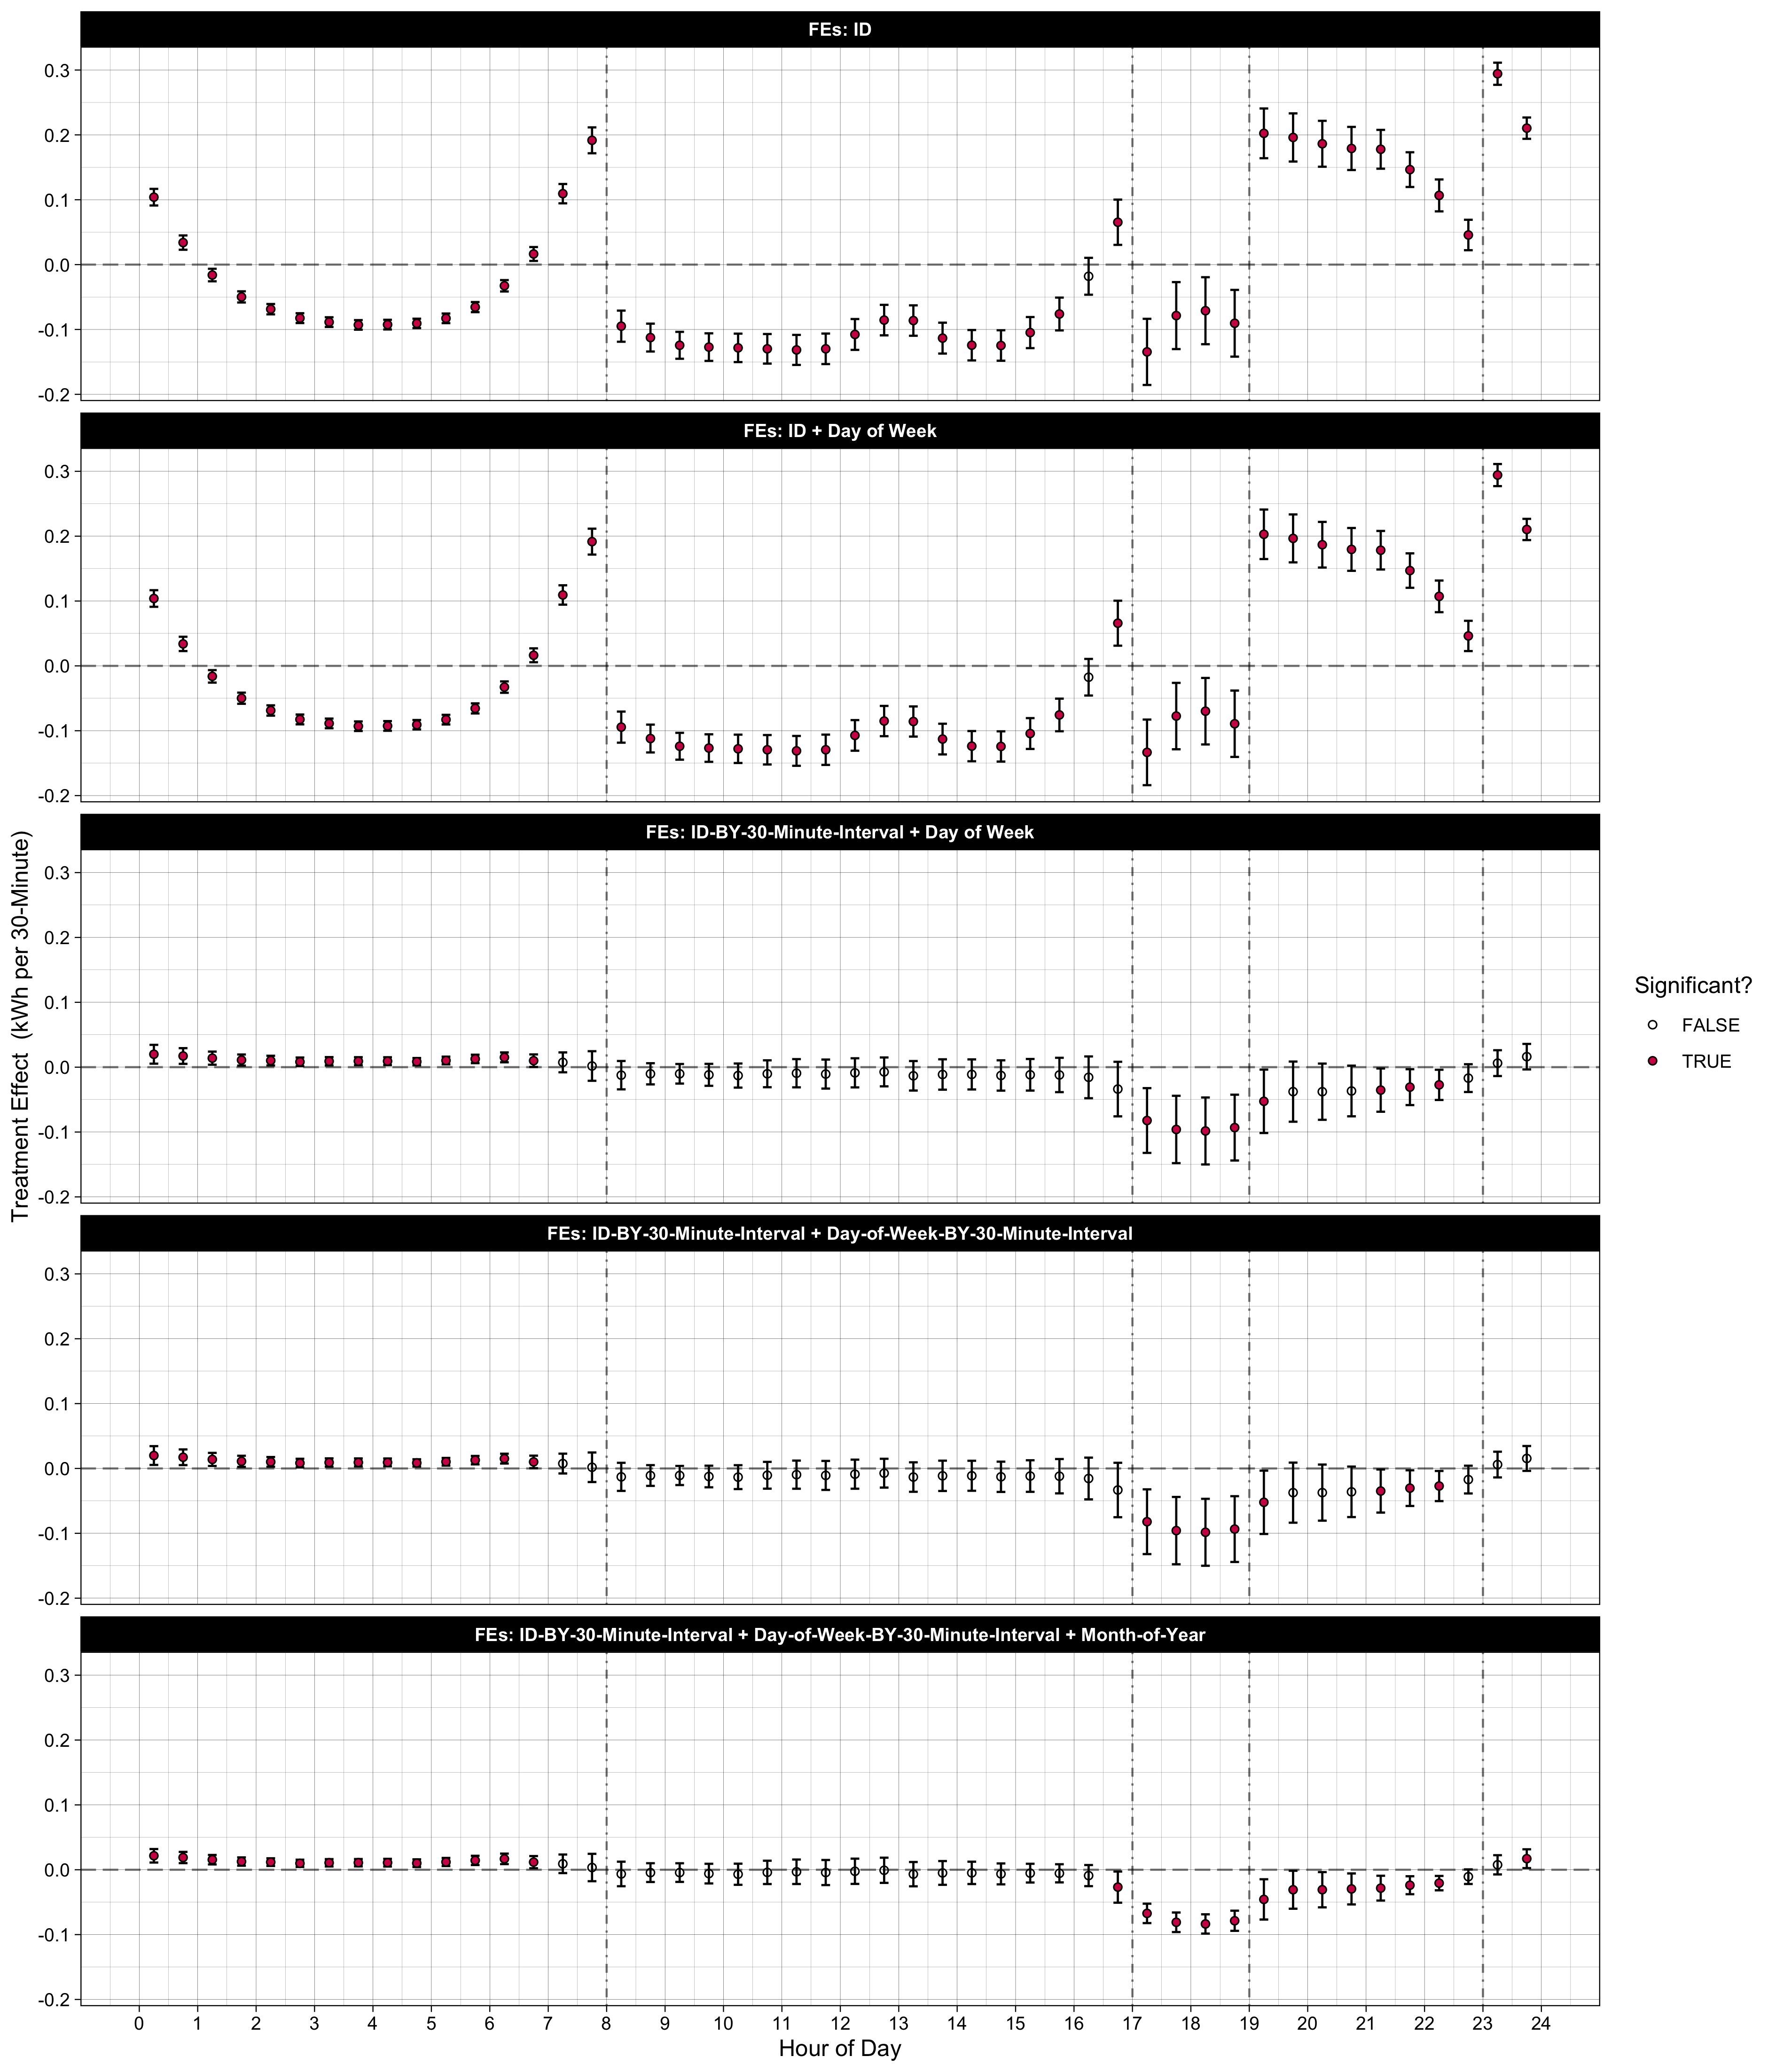 FEs: ID
0.3
0.2
0.1
0.0
-0.1
-0.2
FEs: ID + Day of Week
0.3
0.2
0.1
0.0
-0.1
-0.2
FEs: ID-BY-30-Minute-Interval + Day of Week
0.3
0.2
0.1
0.0
-0.1
-0.2
FEs: ID-BY-30-Minute-Interval + Day-of-Week-BY-30-Minute-Interval
0.3
0.2
0.1
0.0
-0.1
-0.2
FEs: ID-BY-30-Minute-Interval + Day-of-Week-BY-30-Minute-Interval + Month-of-Year
0.3
0.2
0.1
0.0
-0.1
-0.2
0 1 2 3 4 5 6 7 8 9 10 11 12 13 14 15 16 17 18 19 20 21 22 23 24
Hour of Day
Treatment Effect (kWh per 30-Minute)
Significant?
FALSE
TRUE